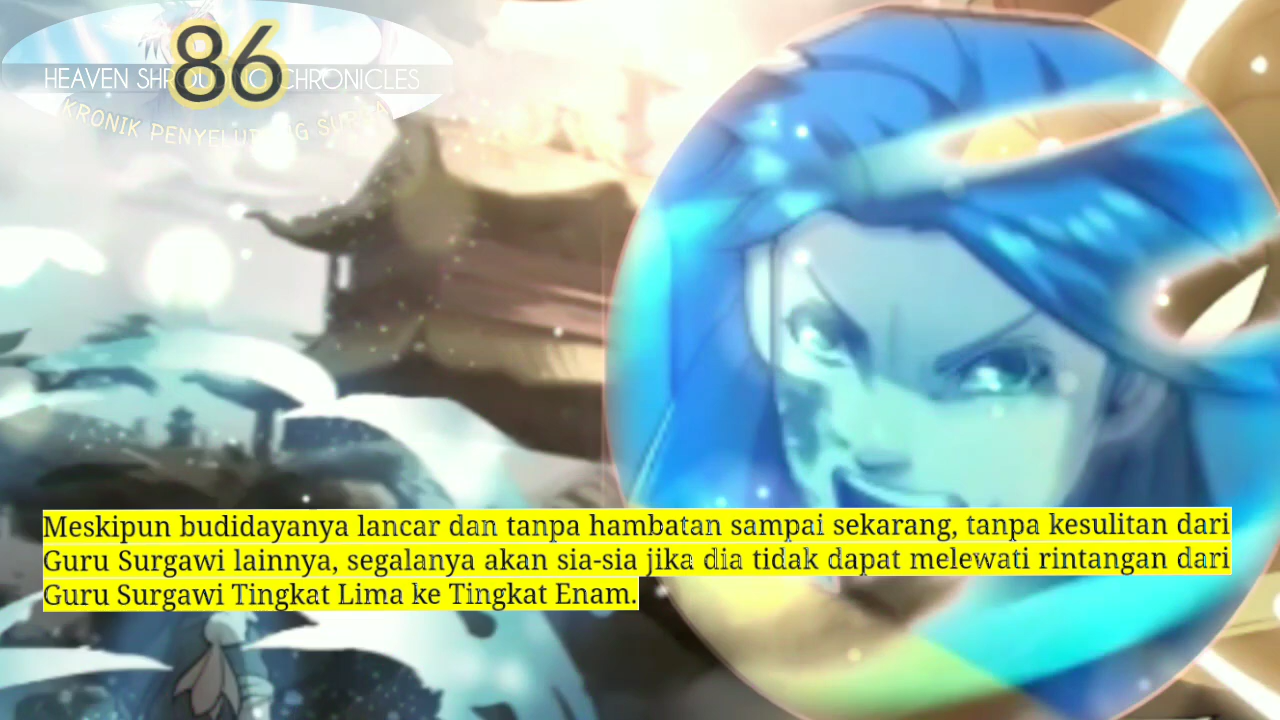 86
HEAVEN SHROUDING CHRONICLES
KRONIK PENYELUBUNG SURGA
Meskipun budidayanya lancar dan tanpa hambatan sampai sekarang, tanpa kesulitan dari
Guru Surgawi lainnya, segalanya akan sia-sia jika dia tidak dapat melewati rintangan dari
Guru Surgawi Tingkat Lima ke Tingkat Enam.